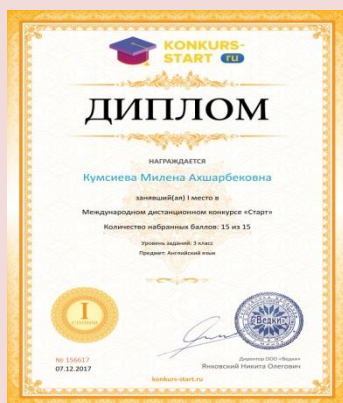 KONKURS-
START ru
ДИПЛОМ
НАГРАЖДАЕТСЯ
Кумсиева Милена Ахшарбековна
занявший(ая) I место в
Международном дистанционном конкурсе «Старт»
Количество набранных баллов: 15 из 15
Уровень заданий: 3 класс
Предмет: Английский язык
I
СТЕПЕНИ
«Ведки»
№ 156617
07.12.2017
Директор ООО «Ведки»
Янковский Никита Олегович
konkurs-start.ru